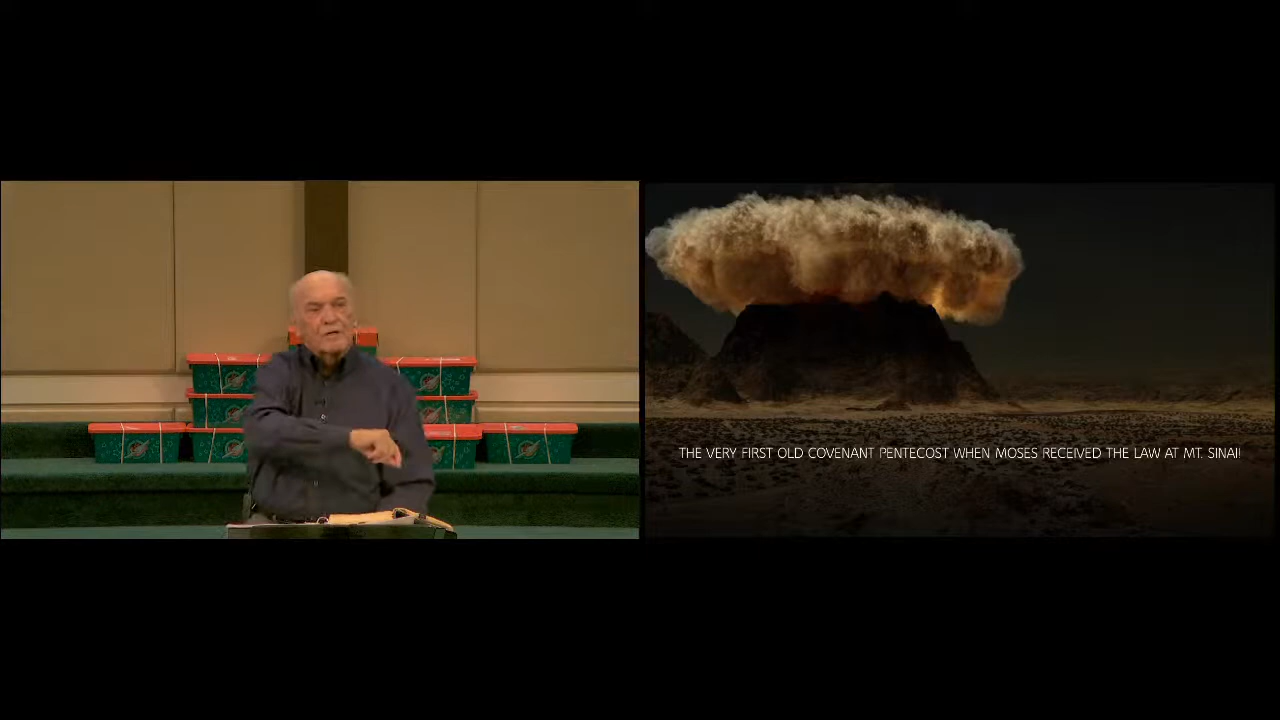 THE VERY FIRST OLD COVENANT PENTECOST WHEN MOSES RECEIVED THE LAW AT MT. SINAI!